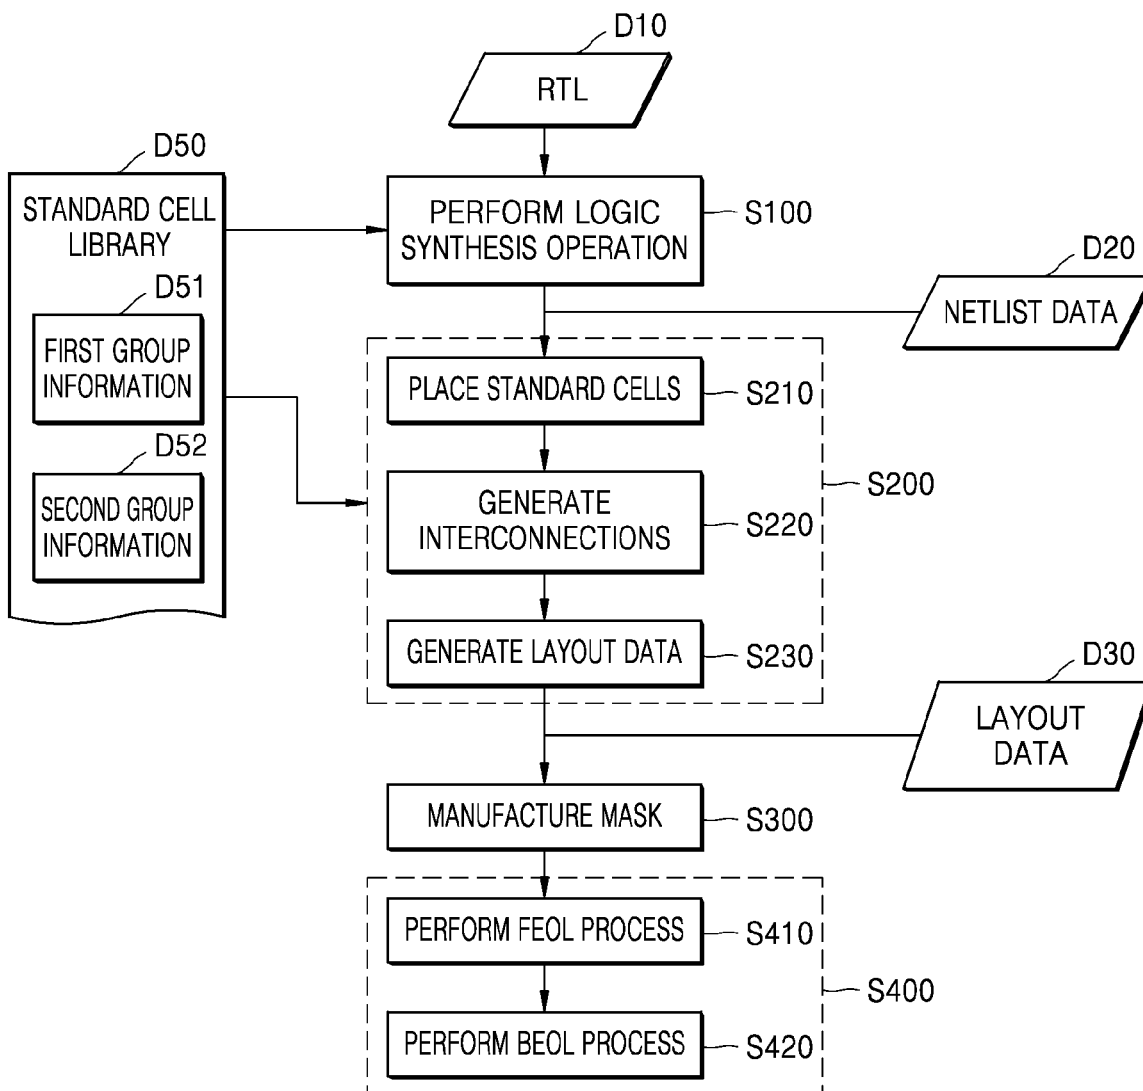 D10
RTL
D50
STANDARD CELL
LIBRARY
D51
FIRST GROUP
INFORMATION
D52
SECOND GROUP
INFORMATION
PERFORM LOGIC
SYNTHESIS OPERATION
S100
D20
NETLIST DATA
PLACE STANDARD CELLS
S210
GENERATE
INTERCONNECTIONS
S220
S200
GENERATE LAYOUT DATA
S230
D30
LAYOUT
DATA
MANUFACTURE MASK
S300
PERFORM FEOL PROCESS
S410
S400
PERFORM BEOL PROCESS
S420